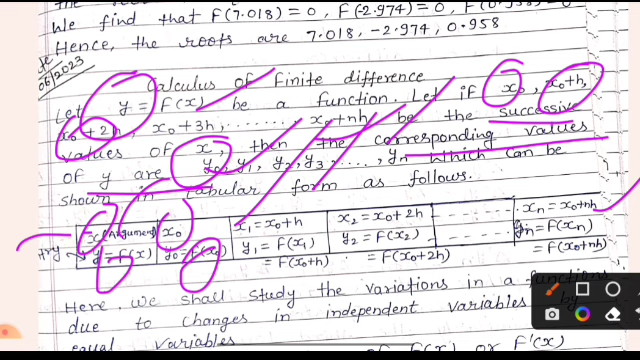 We find that F(7.018) = 0, F(-2.974) = 0,
Hence, the roots are 7.018, -2.974, 0.958
06/2023
Calculus of Finite difference
Let y = F(x) be a function. Let if x₀, x₀+h,
x₀+2h, x₀+3h, ........, x₀+nh be the successive
values of x, then the corresponding values
of y are y₀, y₁, y₂, y₃, ...., yₙ which can be
shown in tabular form as follows.
x (Argument) x₀ x₁=x₀+h x₂=x₀+2h ........ xₙ=x₀+nh
y=F(x) y₀=F(x₀) y₁=F(x₁) y₂=F(x₂) ........ yₙ=F(xₙ)
=F(x₀+h) =F(x₀+2h) =F(x₀+nh)
Here we shall study the variations in a functions
due to changes in independent variables by
equal variables
of F(x) or F'(x)